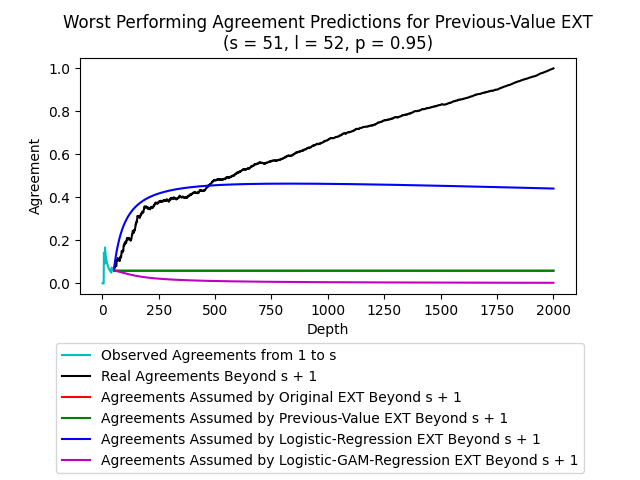 Worst Performing Agreement Predictions for Previous-Value EXT
(s = 51, l = 52, p = 0.95)
1.0
0.8
0.6
0.4
0.2
0.0
Agreement
0 250 500 750 1000 1250 1500 1750 2000
Depth
Observed Agreements from 1 to s
Real Agreements Beyond s + 1
Agreements Assumed by Original EXT Beyond s + 1
Agreements Assumed by Previous-Value EXT Beyond s + 1
Agreements Assumed by Logistic-Regression EXT Beyond s + 1
Agreements Assumed by Logistic-GAM-Regression EXT Beyond s + 1